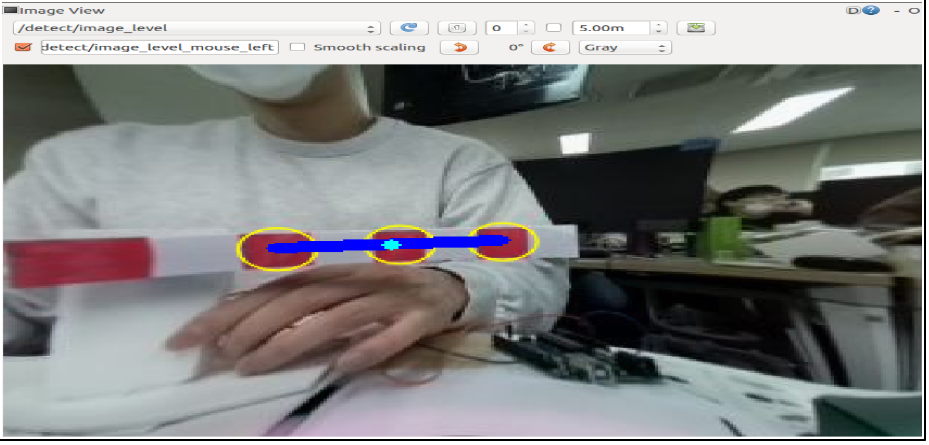 Image View
D ? - O
/detect/image_level
0
5.00m
detect/image_level_mouse_left
Smooth scaling
0°
Gray